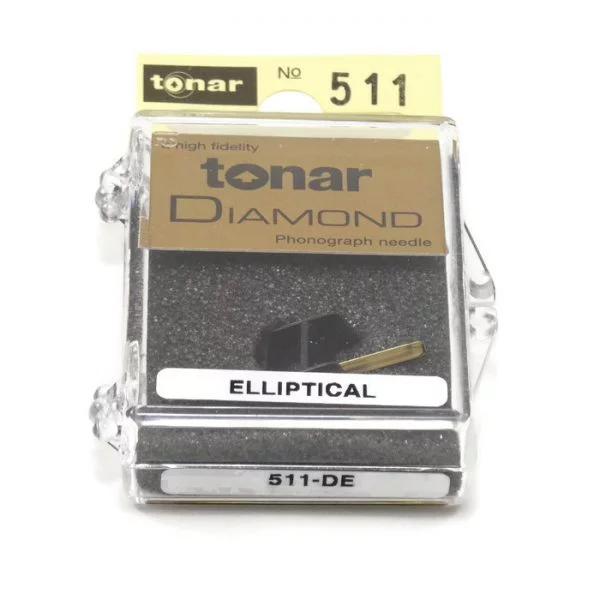 tonar
No 511
high fidelity
tonar
DIAMOND
Phonograph needle
ELLIPTICAL
511-DE